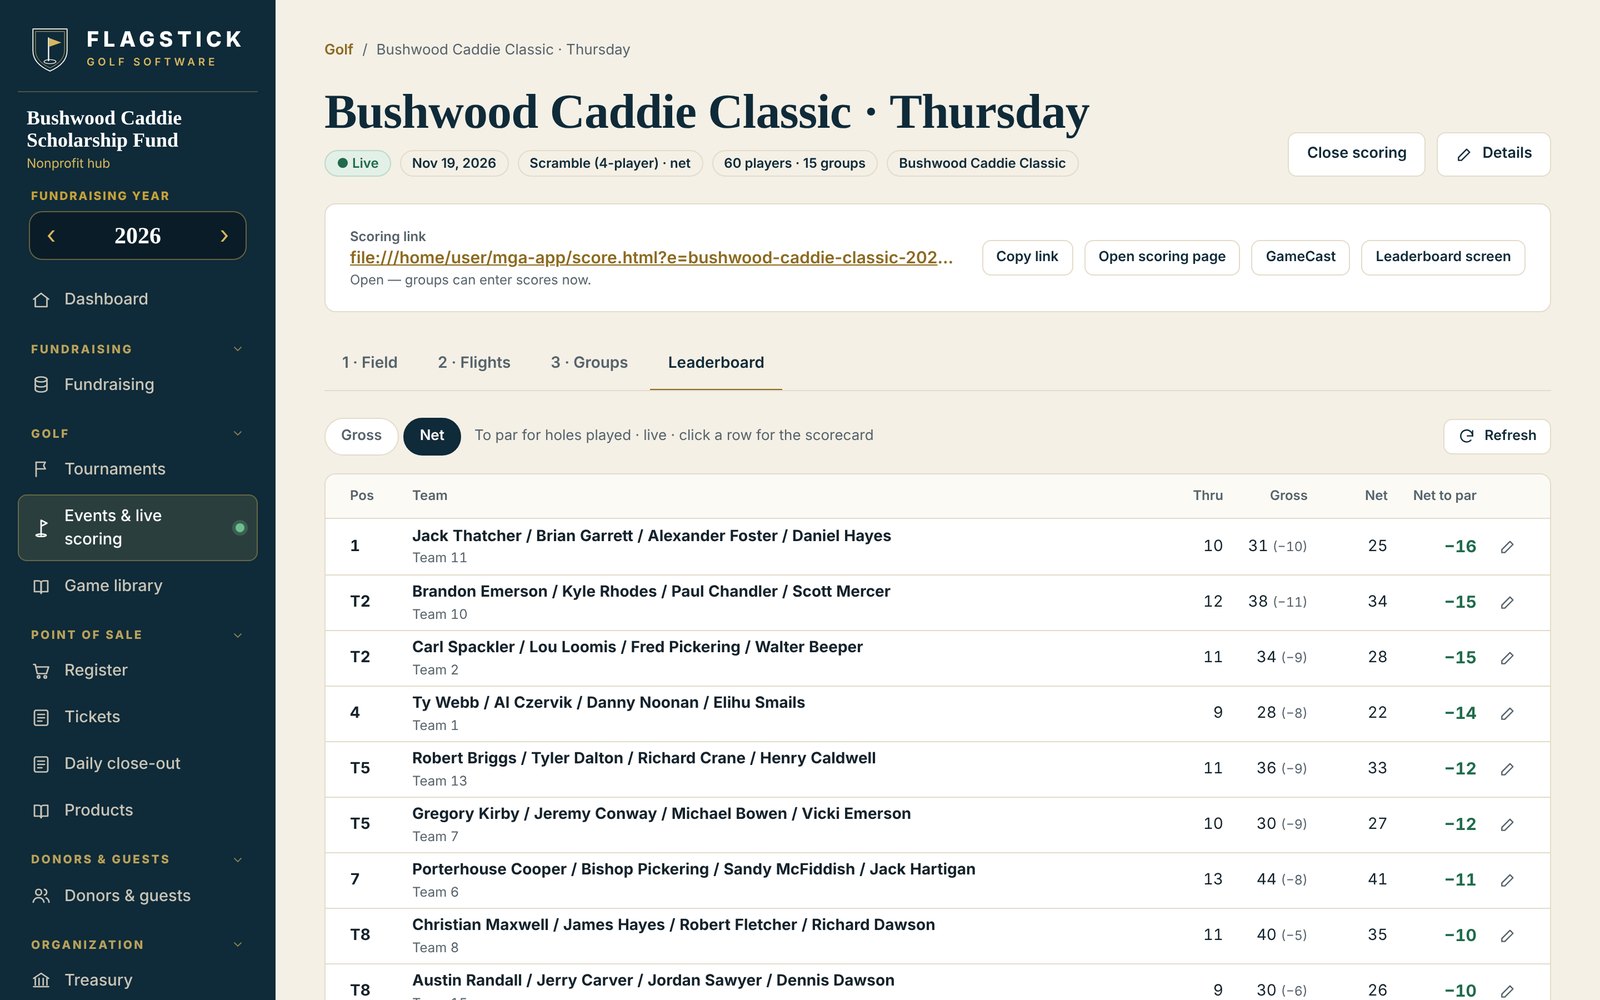 FLAGSTICK
GOLF SOFTWARE
Bushwood Caddie
Scholarship Fund
Nonprofit hub
FUNDRAISING YEAR
2026
Dashboard
FUNDRAISING
Fundraising
GOLF
Tournaments
Events & live
scoring
Game library
POINT OF SALE
Register
Tickets
Daily close-out
Products
DONORS & GUESTS
Donors & guests
ORGANIZATION
Treasury
Golf / Bushwood Caddie Classic · Thursday
Bushwood Caddie Classic · Thursday
Live Nov 19, 2026 Scramble (4-player) · net 60 players · 15 groups Bushwood Caddie Classic
Close scoring Details
Scoring link
file:///home/user/mga-app/score.html?e=bushwood-caddie-classic-202...
Open — groups can enter scores now.
Copy link Open scoring page GameCast Leaderboard screen
1 · Field 2 · Flights 3 · Groups Leaderboard
Gross Net To par for holes played · live · click a row for the scorecard Refresh
Pos Team Thru Gross Net Net to par
1 Jack Thatcher / Brian Garrett / Alexander Foster / Daniel Hayes 10 31 (−10) 25 −16
Team 11
T2 Brandon Emerson / Kyle Rhodes / Paul Chandler / Scott Mercer 12 38 (−11) 34 −15
Team 10
T2 Carl Spackler / Lou Loomis / Fred Pickering / Walter Beeper 11 34 (−9) 28 −15
Team 2
4 Ty Webb / Al Czervik / Danny Noonan / Elihu Smails 9 28 (−8) 22 −14
Team 1
T5 Robert Briggs / Tyler Dalton / Richard Crane / Henry Caldwell 11 36 (−9) 33 −12
Team 13
T5 Gregory Kirby / Jeremy Conway / Michael Bowen / Vicki Emerson 10 30 (−9) 27 −12
Team 7
7 Porterhouse Cooper / Bishop Pickering / Sandy McFiddish / Jack Hartigan 13 44 (−8) 41 −11
Team 6
T8 Christian Maxwell / James Hayes / Robert Fletcher / Richard Dawson 11 40 (−5) 35 −10
Team 8
T8 Austin Randall / Jerry Carver / Jordan Sawyer / Dennis Dawson 9 30 (−6) 26 −10